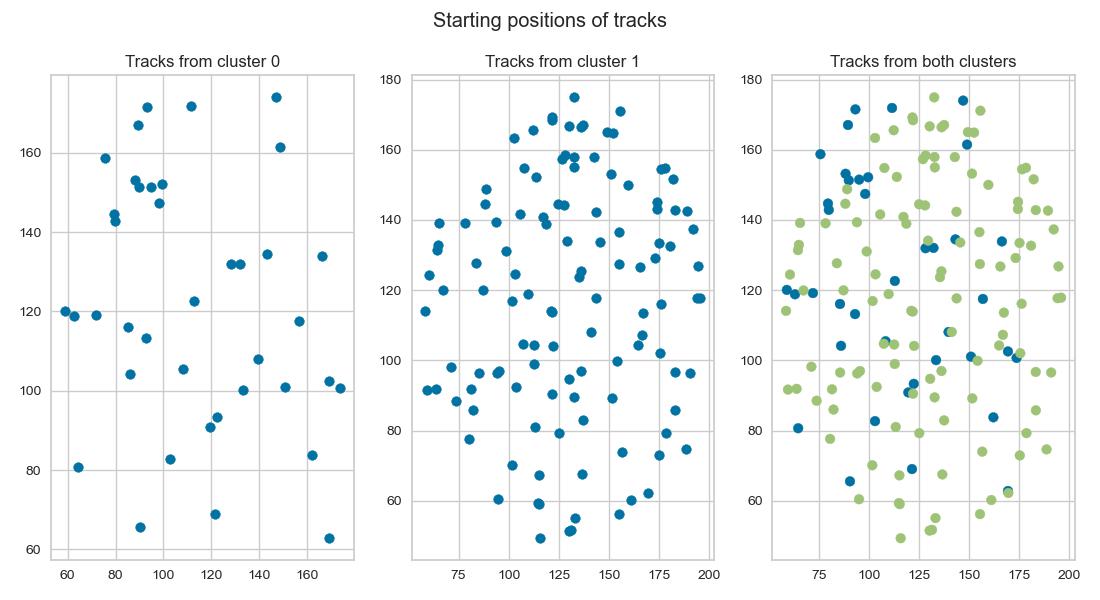 Starting positions of tracks
Tracks from cluster 0
160
140
120
100
80
60
60 80 100 120 140 160
Tracks from cluster 1
180
160
140
120
100
80
60
75 100 125 150 175 200
Tracks from both clusters
180
160
140
120
100
80
60
75 100 125 150 175 200